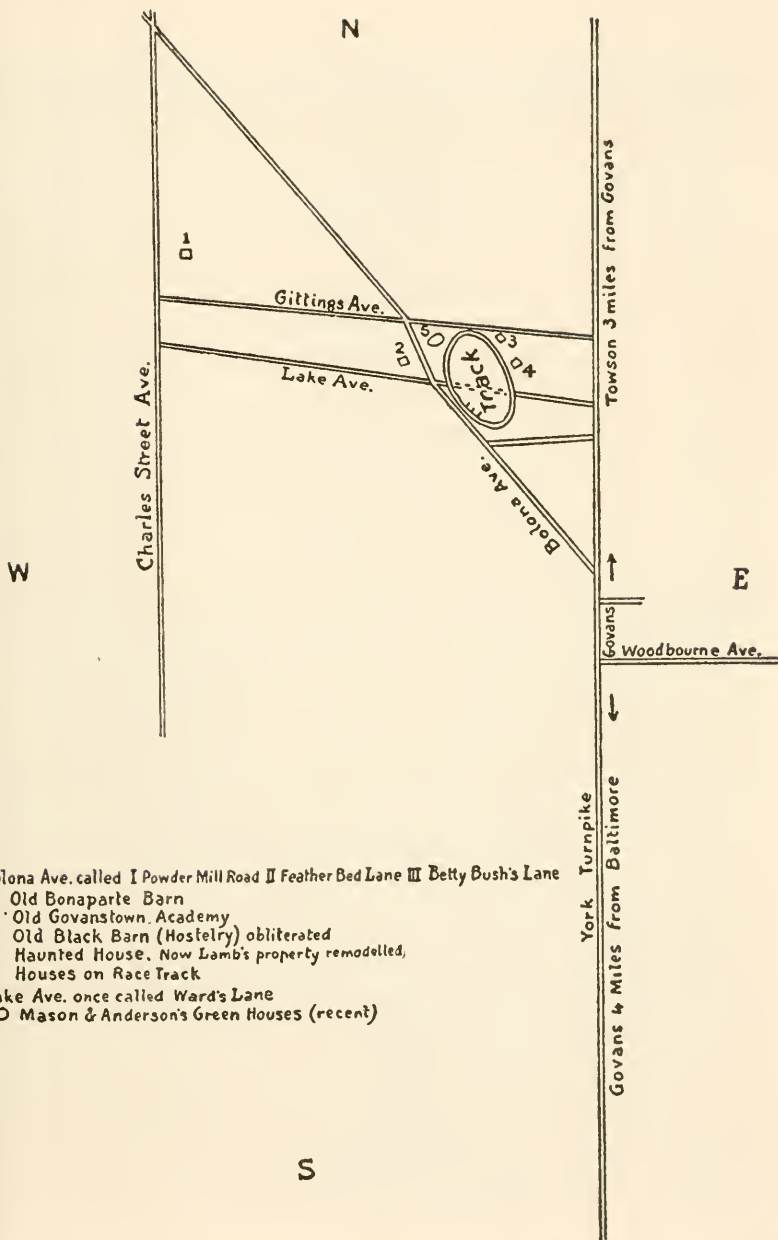 N
1
Gittings Ave.
5
3
2
4
Track
Lake Ave.
Charles Street Ave.
Towson 3 miles from Govans
Bolona Ave.
W
E
Govans
Woodbourne Ave.
York Turnpike
Govans 4 Miles from Baltimore
olona Ave. called I Powder Mill Road II Feather Bed Lane III Betty Bush's Lane
Old Bonaparte Barn
Old Govanstown. Academy
Old Black Barn (Hostelry) obliterated
Haunted House. Now Lamb's property remodelled,
Houses on Race Track
ake Ave. once called Ward's Lane
O Mason & Anderson's Green Houses (recent)
S